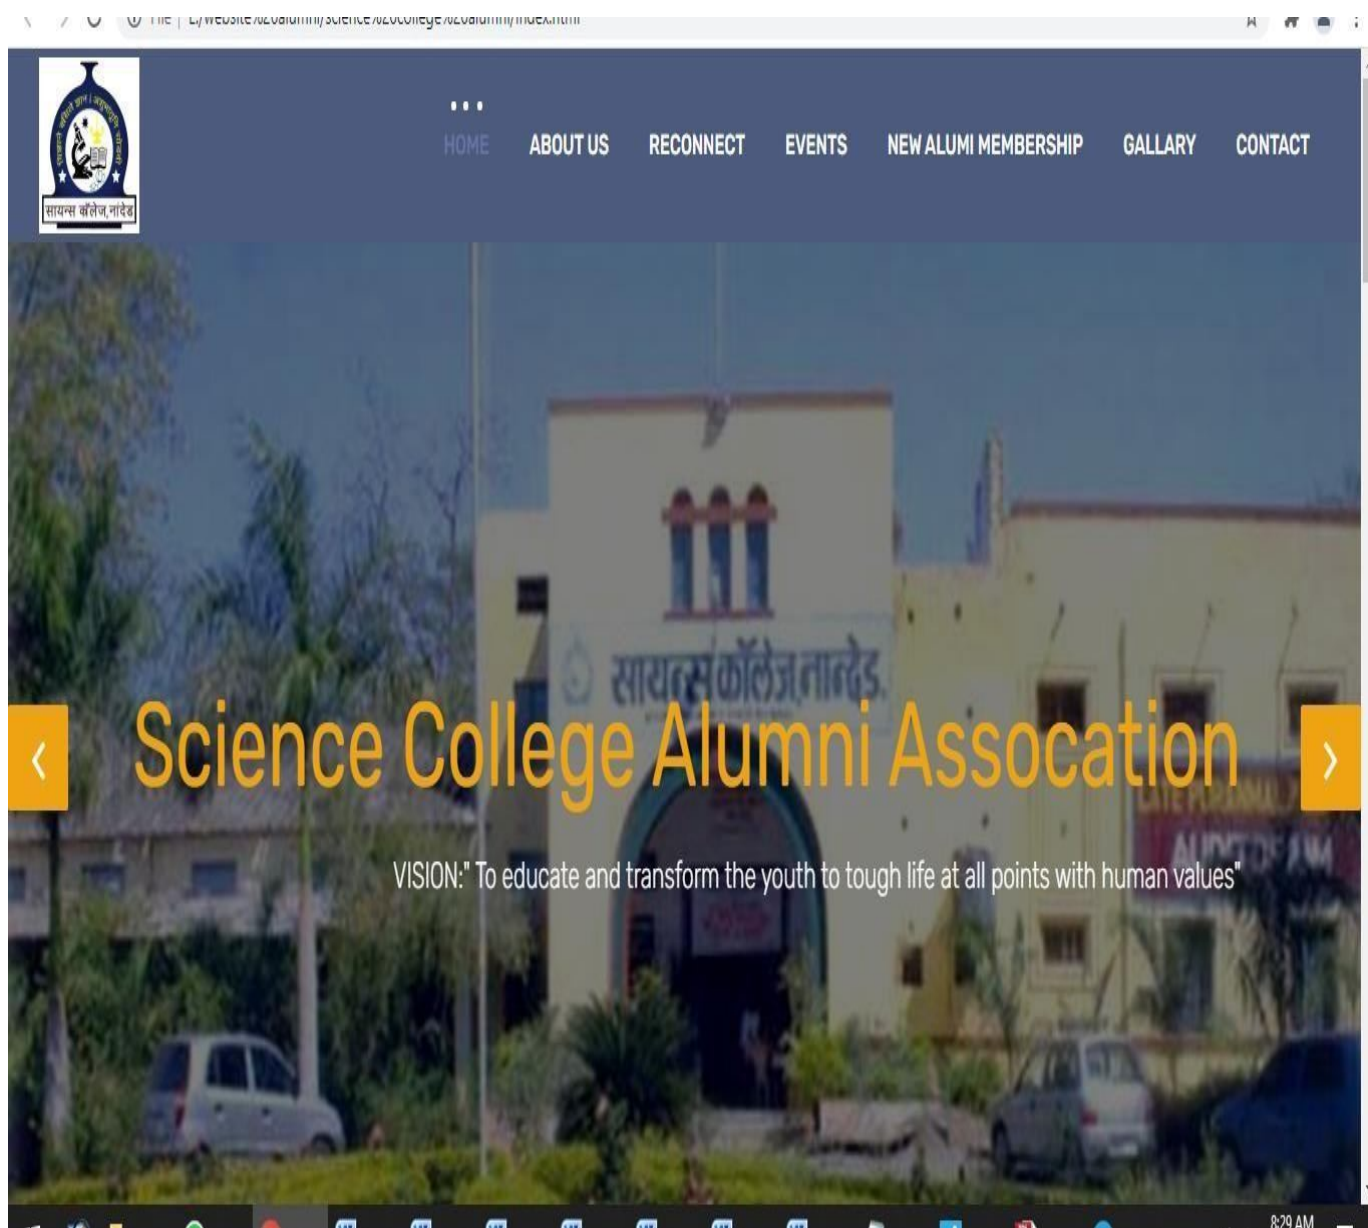 HOME ABOUT US RECONNECT EVENTS NEW ALUMI MEMBERSHIP GALLARY CONTACT
सायन्स कॉलेज,नांदेड
सायन्स कॉलेज,नान्देड.
Science College Alumni Assocation
VISION:" To educate and transform the youth to tough life at all points with human values"
8:29 AM